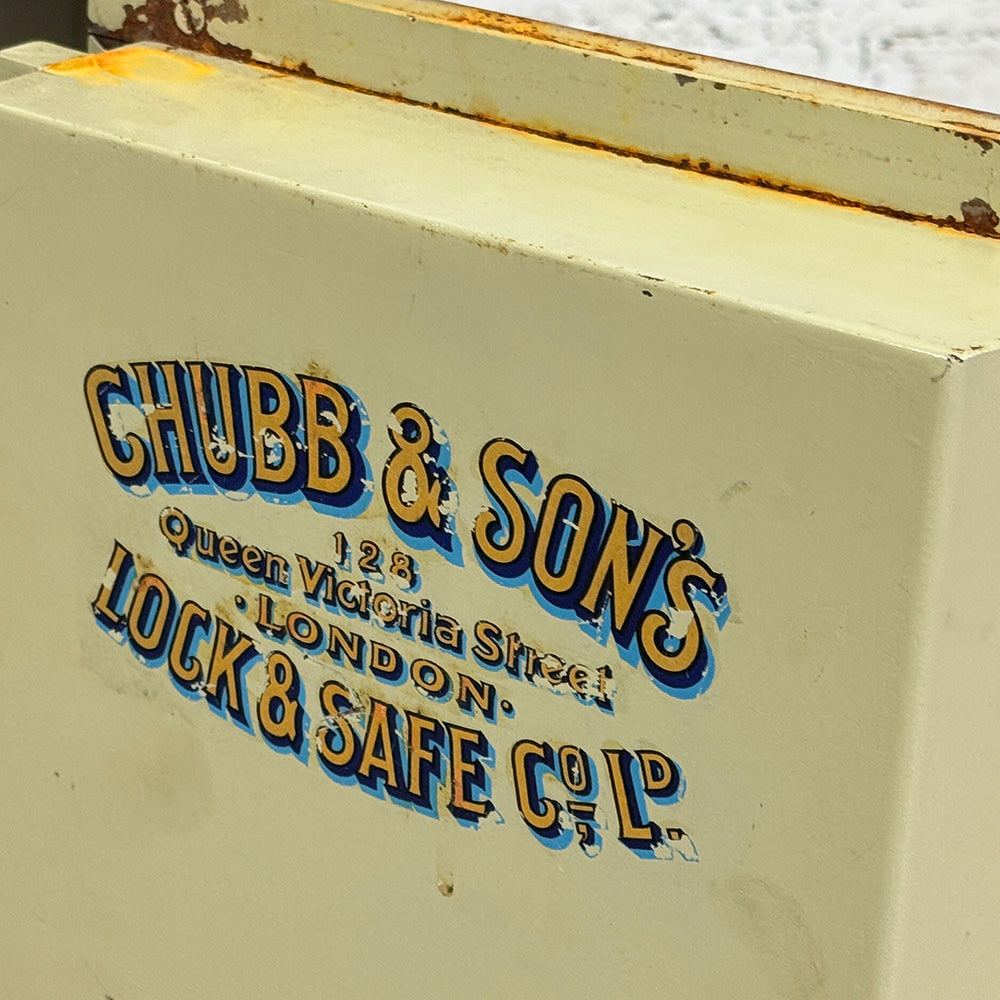 CHUBB & SON'S
128
Queen Victoria Street
· LONDON ·
LOCK & SAFE Co, LD.